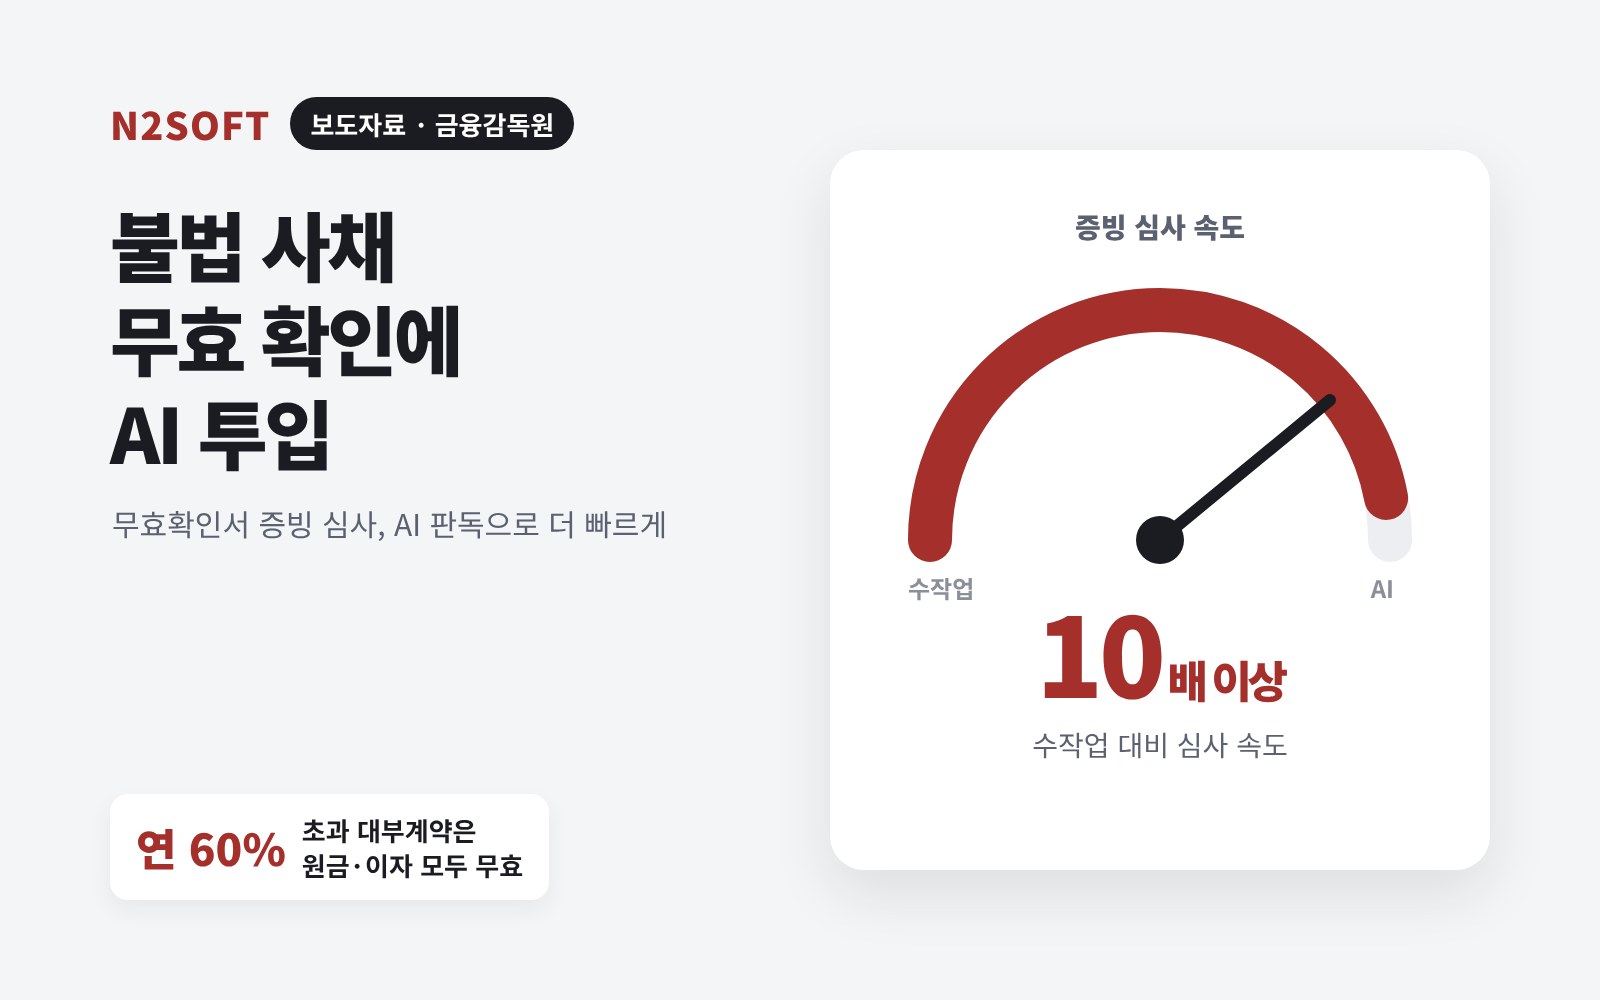 N2SOFT
보도자료 · 금융감독원
불법 사채
무효 확인에
AI 투입
무효확인서 증빙 심사, AI 판독으로 더 빠르게
연 60%
초과 대부계약은
원금·이자 모두 무효
증빙 심사 속도
수작업
AI
10배 이상
수작업 대비 심사 속도